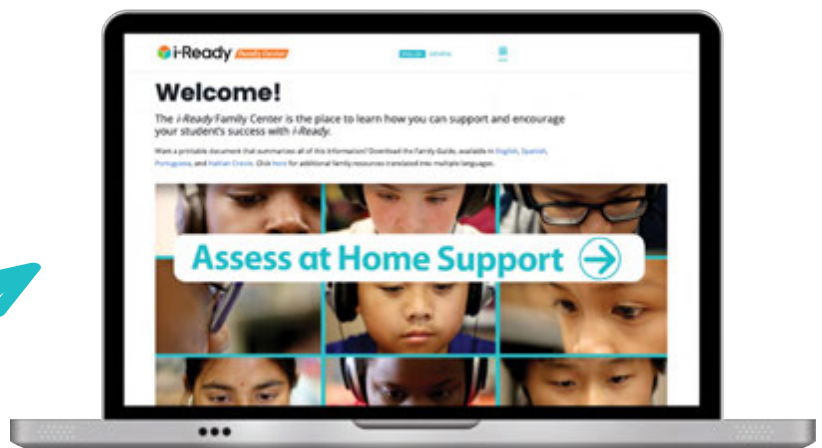 i-Ready Family Center
ENGLISH
Welcome!
The i-Ready Family Center is the place to learn how you can support and encourage
your student's success with i-Ready.
Want a printable document that summarizes all of this information? Download the Family Guide, available in English, Spanish,
Portuguese, and Haitian Creole. Click here for additional family resources translated into multiple languages.
Assess at Home Support